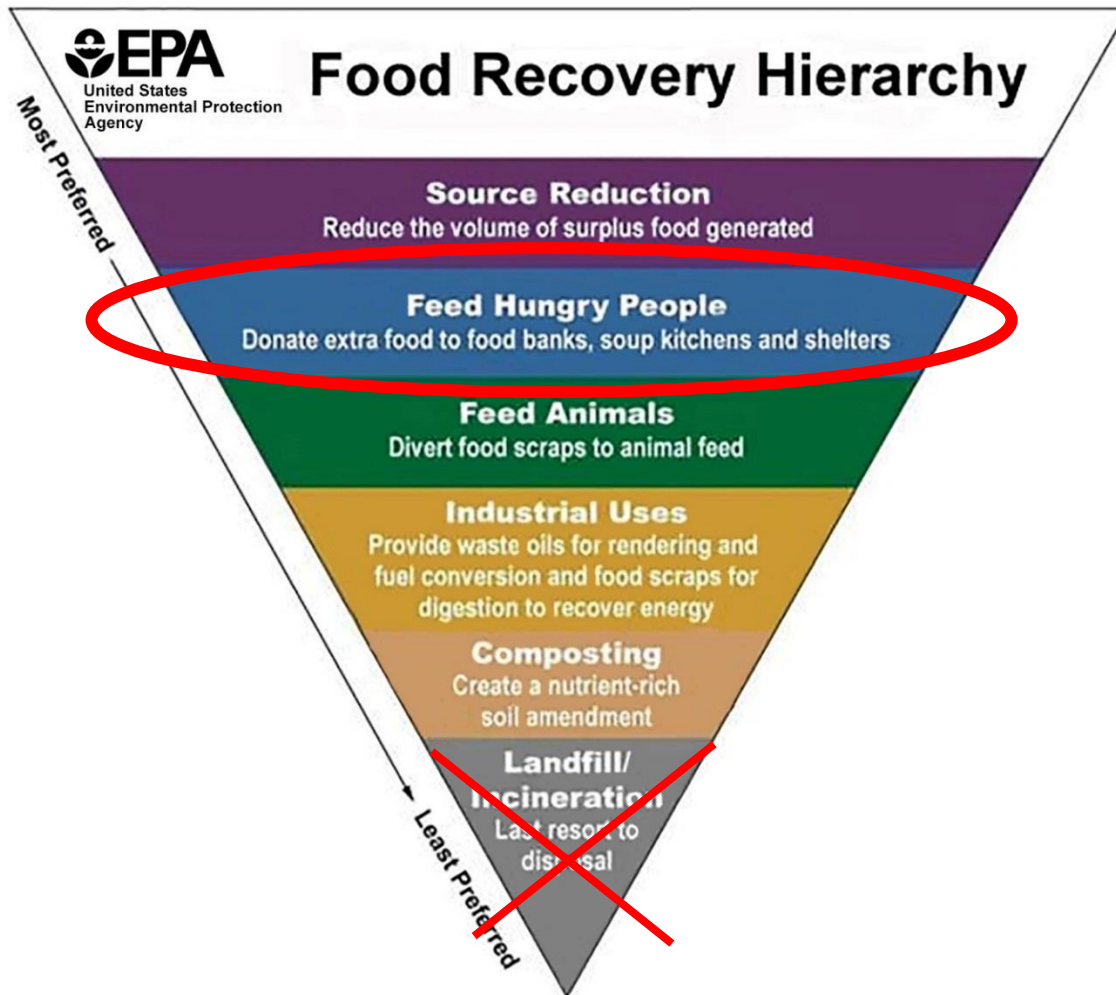 EPA
United States
Environmental Protection
Agency
Food Recovery Hierarchy
Most Preferred
Source Reduction
Reduce the volume of surplus food generated
Feed Hungry People
Donate extra food to food banks, soup kitchens and shelters
Feed Animals
Divert food scraps to animal feed
Industrial Uses
Provide waste oils for rendering and
fuel conversion and food scraps for
digestion to recover energy
Composting
Create a nutrient-rich
soil amendment
Landfill/
Incineration
Last resort to
disposal
Least Preferred